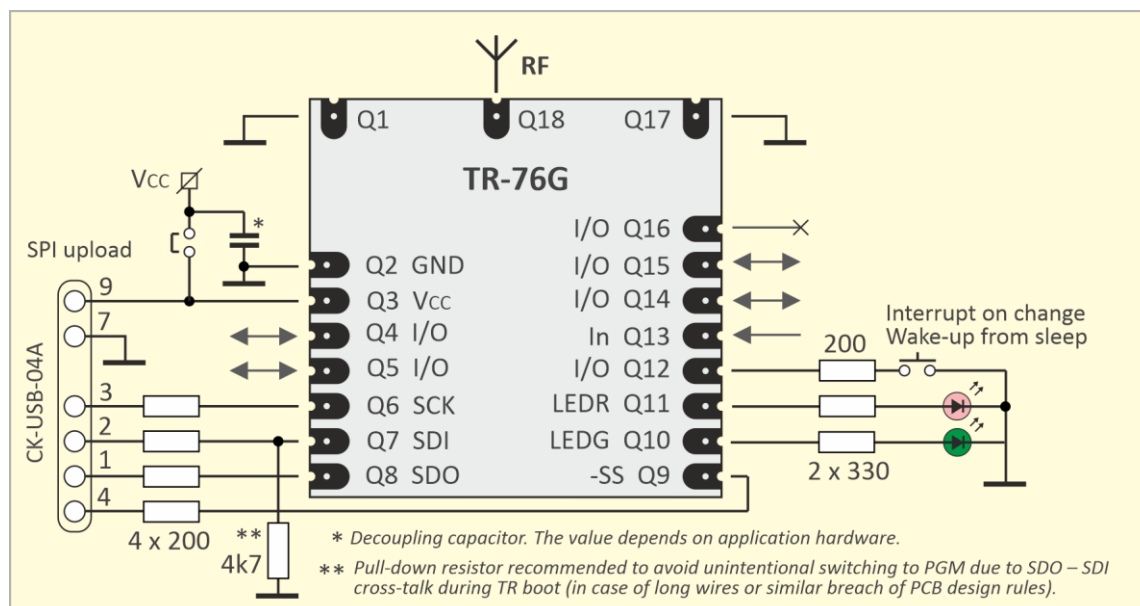 RF
Q1
Q18
Q17
TR-76G
VCC
*
SPI upload
I/O Q16
Q2 GND
I/O Q15
9
Q3 VCC
I/O Q14
7
Q4 I/O
In Q13
Interrupt on change
Wake-up from sleep
200
Q5 I/O
I/O Q12
CK-USB-04A
3
Q6 SCK
LEDR Q11
2
Q7 SDI
LEDG Q10
1
Q8 SDO
-SS Q9
2 x 330
4
4 x 200
**
4k7
* Decoupling capacitor. The value depends on application hardware.
** Pull-down resistor recommended to avoid unintentional switching to PGM due to SDO – SDI
cross-talk during TR boot (in case of long wires or similar breach of PCB design rules).